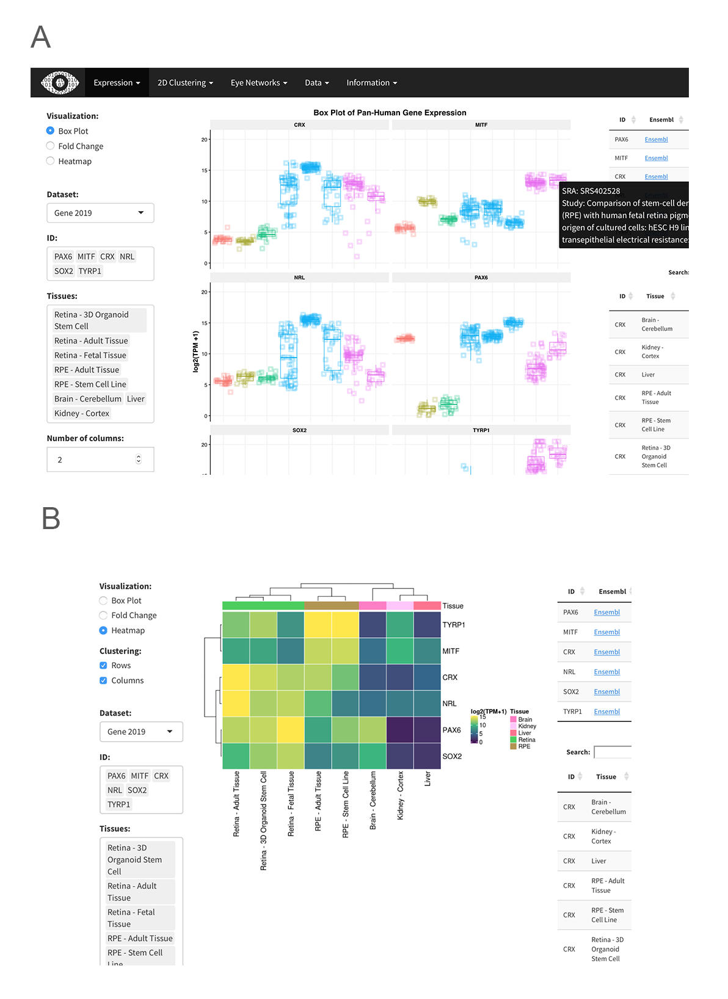 A
Expression
2D Clustering
Eye Networks
Data
Information
Visualization:
Box Plot
Fold Change
Heatmap
Dataset:
Gene 2019
ID:
PAX6 MITF CRX NRL
SOX2 TYRP1
Tissues:
Retina - 3D Organoid
Stem Cell
Retina - Adult Tissue
Retina - Fetal Tissue
RPE - Adult Tissue
RPE - Stem Cell Line
Brain - Cerebellum Liver
Kidney - Cortex
Number of columns:
2
Box Plot of Pan-Human Gene Expression
CRX
MITF
20
15
10
5
0
NRL
PAX6
20
15
10
5
0
log2(TPM +1)
SOX2
TYRP1
20
ID Ensembl
PAX6 Ensembl
MITF Ensembl
CRX Ensembl
SRA: SRS402528
Study: Comparison of stem-cell der
(RPE) with human fetal retina pigm
origen of cultured cells: hESC H9 lin
transepithelial electrical resistance:
Search:
ID Tissue
CRX Brain -
Cerebellum
CRX Kidney -
Cortex
CRX Liver
CRX RPE - Adult
Tissue
CRX RPE - Stem
Cell Line
CRX Retina - 3D
Organoid
Stem Cell
B
Visualization:
Box Plot
Fold Change
Heatmap
Clustering:
Rows
Columns
Dataset:
Gene 2019
ID:
PAX6 MITF CRX
NRL SOX2
TYRP1
Tissues:
Retina - 3D
Organoid Stem
Cell
Retina - Adult
Tissue
Retina - Fetal
Tissue
RPE - Adult Tissue
RPE - Stem Cell
Line
Tissue
TYRP1
MITF
CRX
NRL
PAX6
SOX2
Retina - Adult Tissue
Retina - 3D Organoid Stem Cell
Retina - Fetal Tissue
RPE - Adult Tissue
RPE - Stem Cell Line
Brain - Cerebellum
Kidney - Cortex
Liver
log2(TPM+1)
15
10
5
0
Tissue
Brain
Kidney
Liver
Retina
RPE
ID Ensembl
PAX6 Ensembl
MITF Ensembl
CRX Ensembl
NRL Ensembl
SOX2 Ensembl
TYRP1 Ensembl
Search:
ID Tissue
CRX Brain -
Cerebellum
CRX Kidney -
Cortex
CRX Liver
CRX RPE - Adult
Tissue
CRX RPE - Stem
Cell Line
CRX Retina - 3D
Organoid
Stem Cell